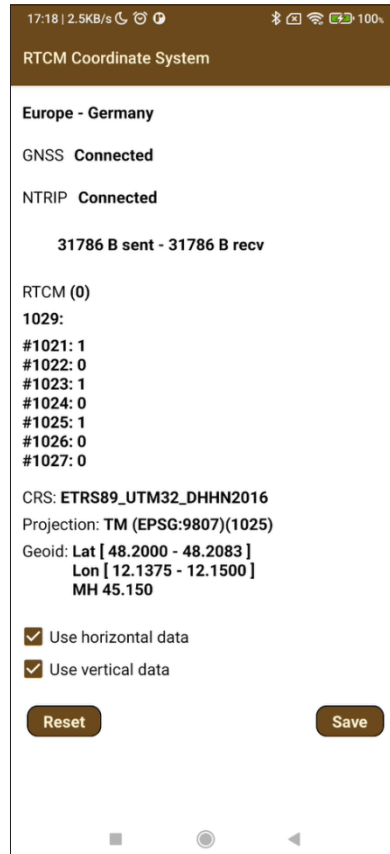 17:18 | 2.5KB/s 100%
RTCM Coordinate System
Europe - Germany
GNSS Connected
NTRIP Connected
31786 B sent - 31786 B recv
RTCM (0)
1029:
#1021: 1
#1022: 0
#1023: 1
#1024: 0
#1025: 1
#1026: 0
#1027: 0
CRS: ETRS89_UTM32_DHHN2016
Projection: TM (EPSG:9807)(1025)
Geoid: Lat [ 48.2000 - 48.2083 ]
Lon [ 12.1375 - 12.1500 ]
MH 45.150
Use horizontal data
Use vertical data
Reset Save